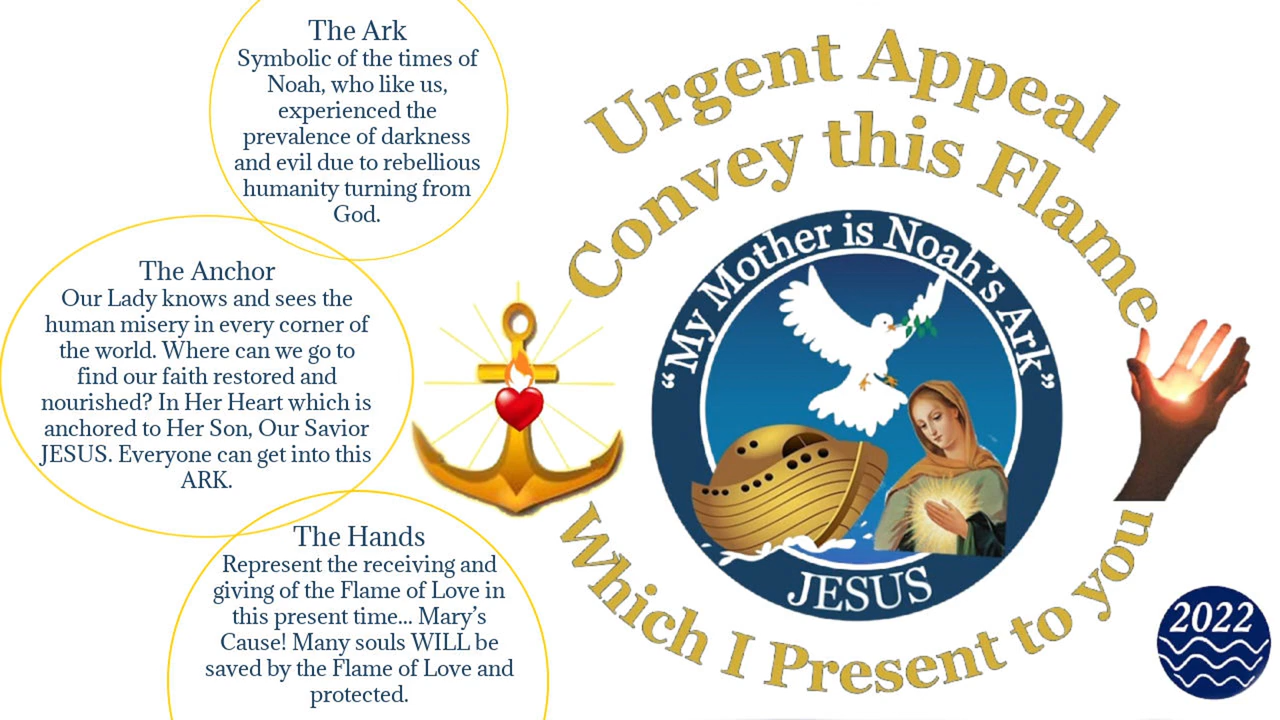 The Ark
Symbolic of the times of
Noah, who like us,
experienced the
prevalence of darkness
and evil due to rebellious
humanity turning from
God.
The Anchor
Our Lady knows and sees the
human misery in every corner of
the world. Where can we go to
find our faith restored and
nourished? In Her Heart which is
anchored to Her Son, Our Savior
JESUS. Everyone can get into this
ARK.
The Hands
Represent the receiving and
giving of the Flame of Love in
this present time... Mary's
Cause! Many souls WILL be
saved by the Flame of Love and
protected.
Urgent Appeal
Convey this Flame
“My Mother is Noah's Ark”
JESUS
Which I Present to you
2022